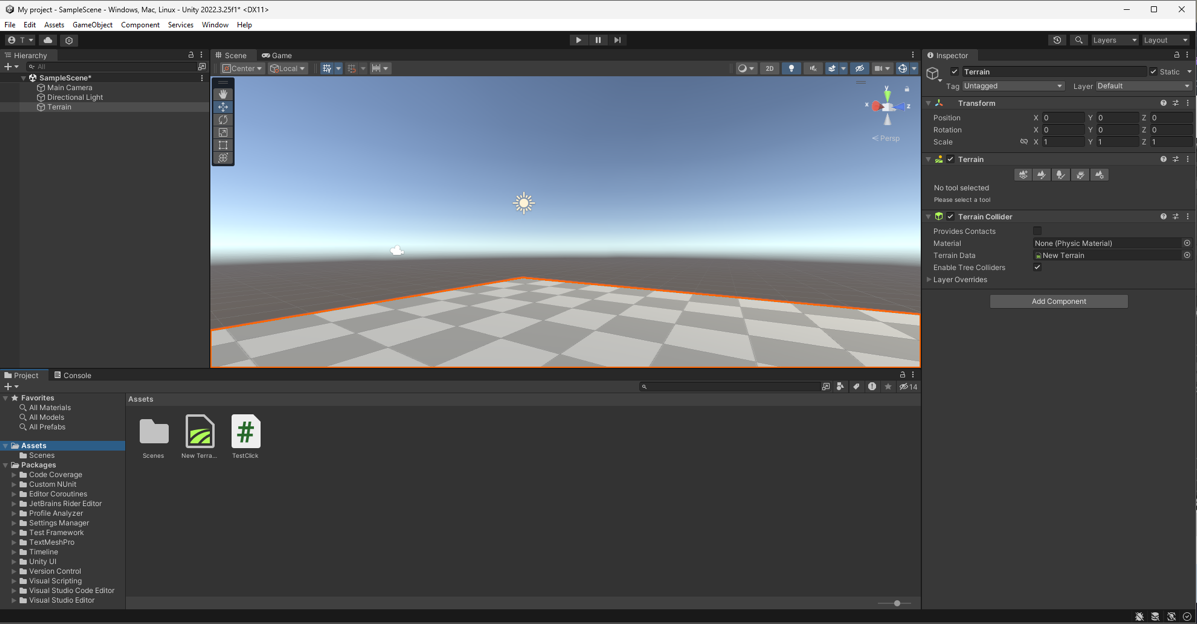 My project - SampleScene - Windows, Mac, Linux - Unity 2022.3.25f1* <DX11>
File Edit Assets GameObject Component Services Window Help
T Layers Layout
Hierarchy
All
SampleScene*
Main Camera
Directional Light
Terrain
Scene Game
Center Local 2D
y
x z
Persp
Inspector
Terrain Static
Tag Untagged Layer Default
Transform
Position X 0 Y 0 Z 0
Rotation X 0 Y 0 Z 0
Scale X 1 Y 1 Z 1
Terrain
No tool selected
Please select a tool
Terrain Collider
Provides Contacts
Material None (Physic Material)
Terrain Data New Terrain
Enable Tree Colliders
Layer Overrides
Add Component
Project Console
14
Favorites
All Materials
All Models
All Prefabs
Assets
Scenes
Packages
Code Coverage
Custom NUnit
Editor Coroutines
JetBrains Rider Editor
Profile Analyzer
Settings Manager
Test Framework
TextMeshPro
Timeline
Unity UI
Version Control
Visual Scripting
Visual Studio Code Editor
Visual Studio Editor
Assets
#
Scenes New Terra... TestClick